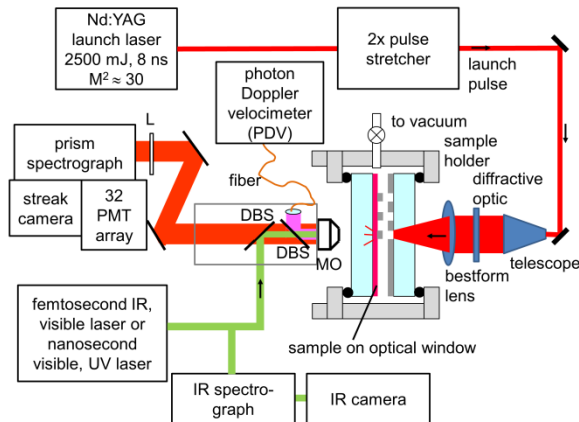 Nd:YAG
launch laser
2500 mJ, 8 ns
M² ≈ 30
2x pulse
stretcher
launch
pulse
photon
Doppler
velocimeter
(PDV)
to vacuum
sample
holder
diffractive
optic
L
prism
spectrograph
streak
camera
32
PMT
array
fiber
DBS
DBS
MO
bestform
lens
telescope
femtosecond IR,
visible laser or
nanosecond
visible, UV laser
sample on optical window
IR spectro-
graph
IR camera